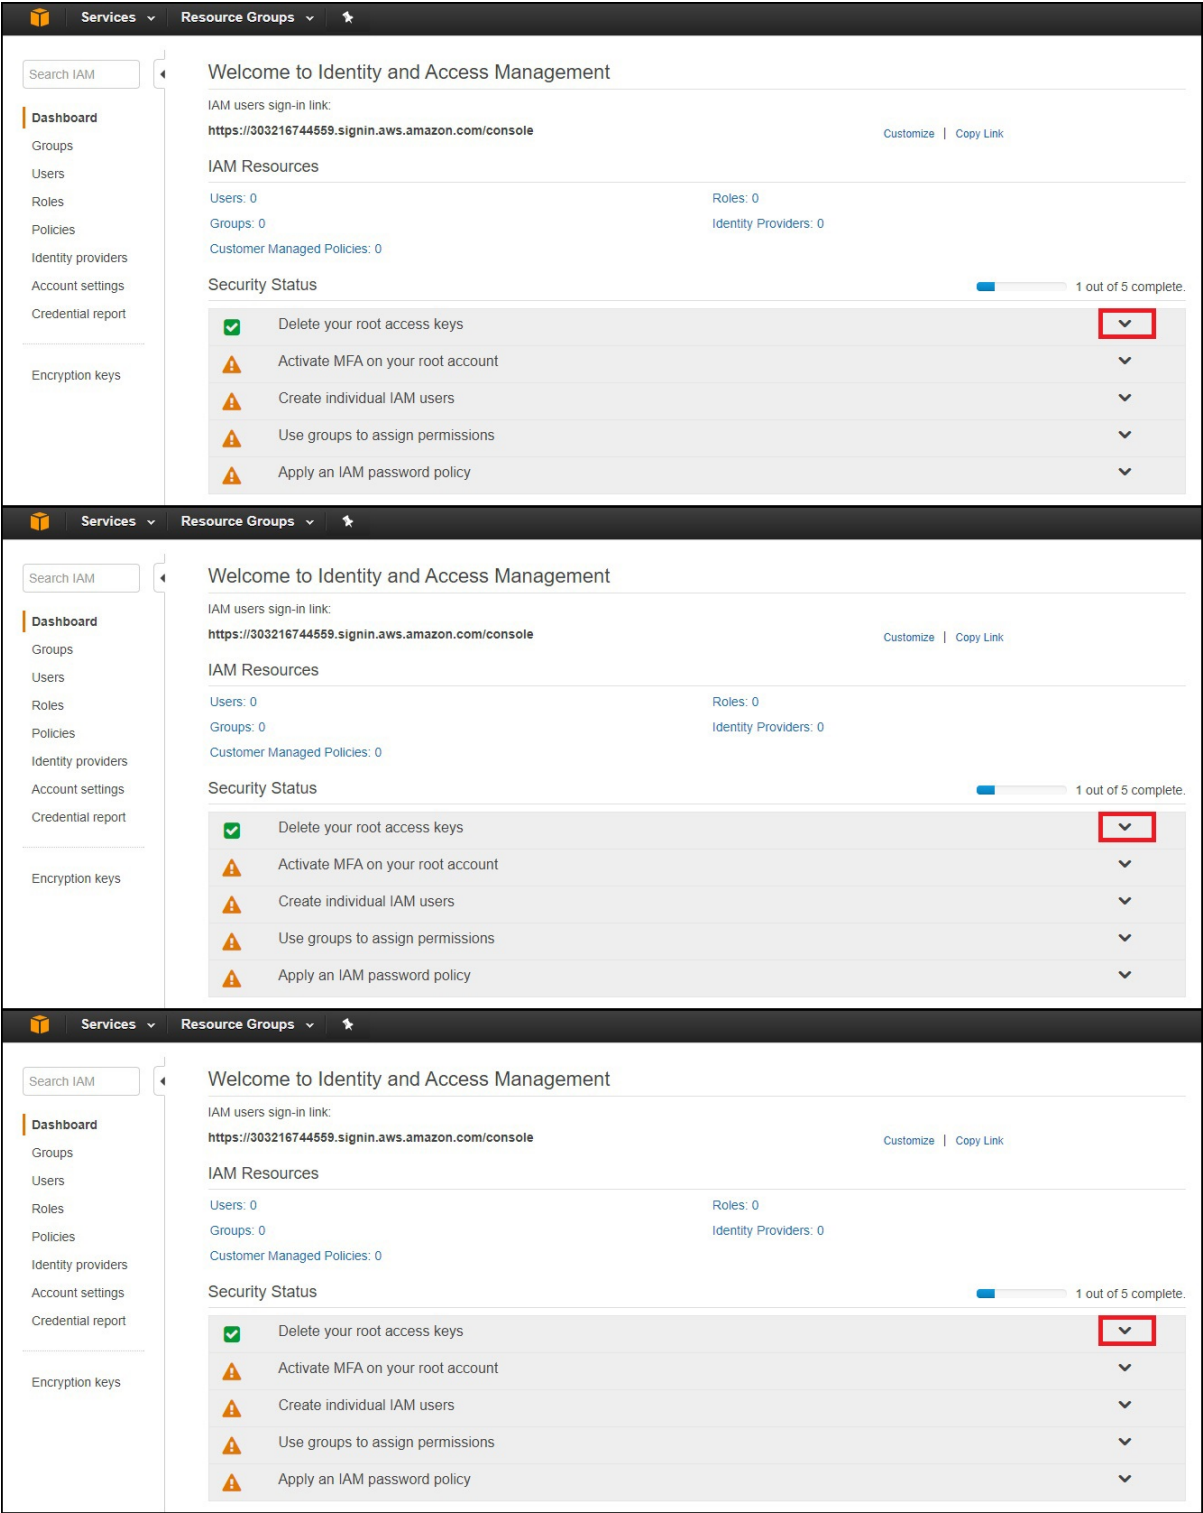 Services Resource Groups
Search IAM
Dashboard
Groups
Users
Roles
Policies
Identity providers
Account settings
Credential report
Encryption keys
Welcome to Identity and Access Management
IAM users sign-in link:
https://303216744559.signin.aws.amazon.com/console Customize | Copy Link
IAM Resources
Users: 0 Roles: 0
Groups: 0 Identity Providers: 0
Customer Managed Policies: 0
Security Status 1 out of 5 complete.
Delete your root access keys
Activate MFA on your root account
Create individual IAM users
Use groups to assign permissions
Apply an IAM password policy
Services Resource Groups
Search IAM
Dashboard
Groups
Users
Roles
Policies
Identity providers
Account settings
Credential report
Encryption keys
Welcome to Identity and Access Management
IAM users sign-in link:
https://303216744559.signin.aws.amazon.com/console Customize | Copy Link
IAM Resources
Users: 0 Roles: 0
Groups: 0 Identity Providers: 0
Customer Managed Policies: 0
Security Status 1 out of 5 complete.
Delete your root access keys
Activate MFA on your root account
Create individual IAM users
Use groups to assign permissions
Apply an IAM password policy
Services Resource Groups
Search IAM
Dashboard
Groups
Users
Roles
Policies
Identity providers
Account settings
Credential report
Encryption keys
Welcome to Identity and Access Management
IAM users sign-in link:
https://303216744559.signin.aws.amazon.com/console Customize | Copy Link
IAM Resources
Users: 0 Roles: 0
Groups: 0 Identity Providers: 0
Customer Managed Policies: 0
Security Status 1 out of 5 complete.
Delete your root access keys
Activate MFA on your root account
Create individual IAM users
Use groups to assign permissions
Apply an IAM password policy